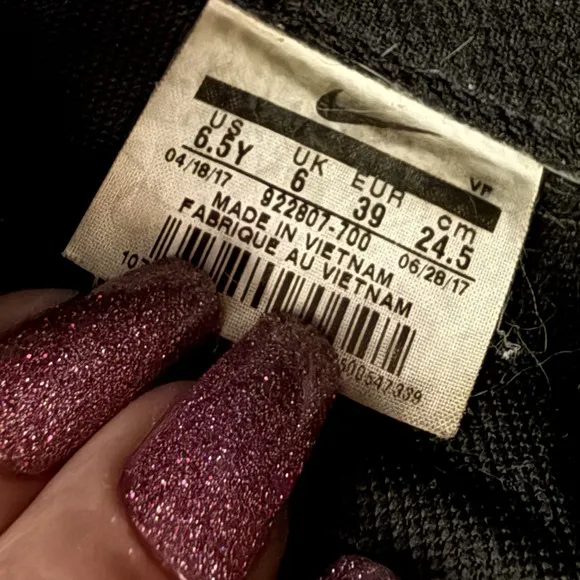 US UK EUR cm
6.5Y 6 39 24.5
04/18/17 922807-700 06/28/17
MADE IN VIETNAM
FABRIQUE AU VIETNAM